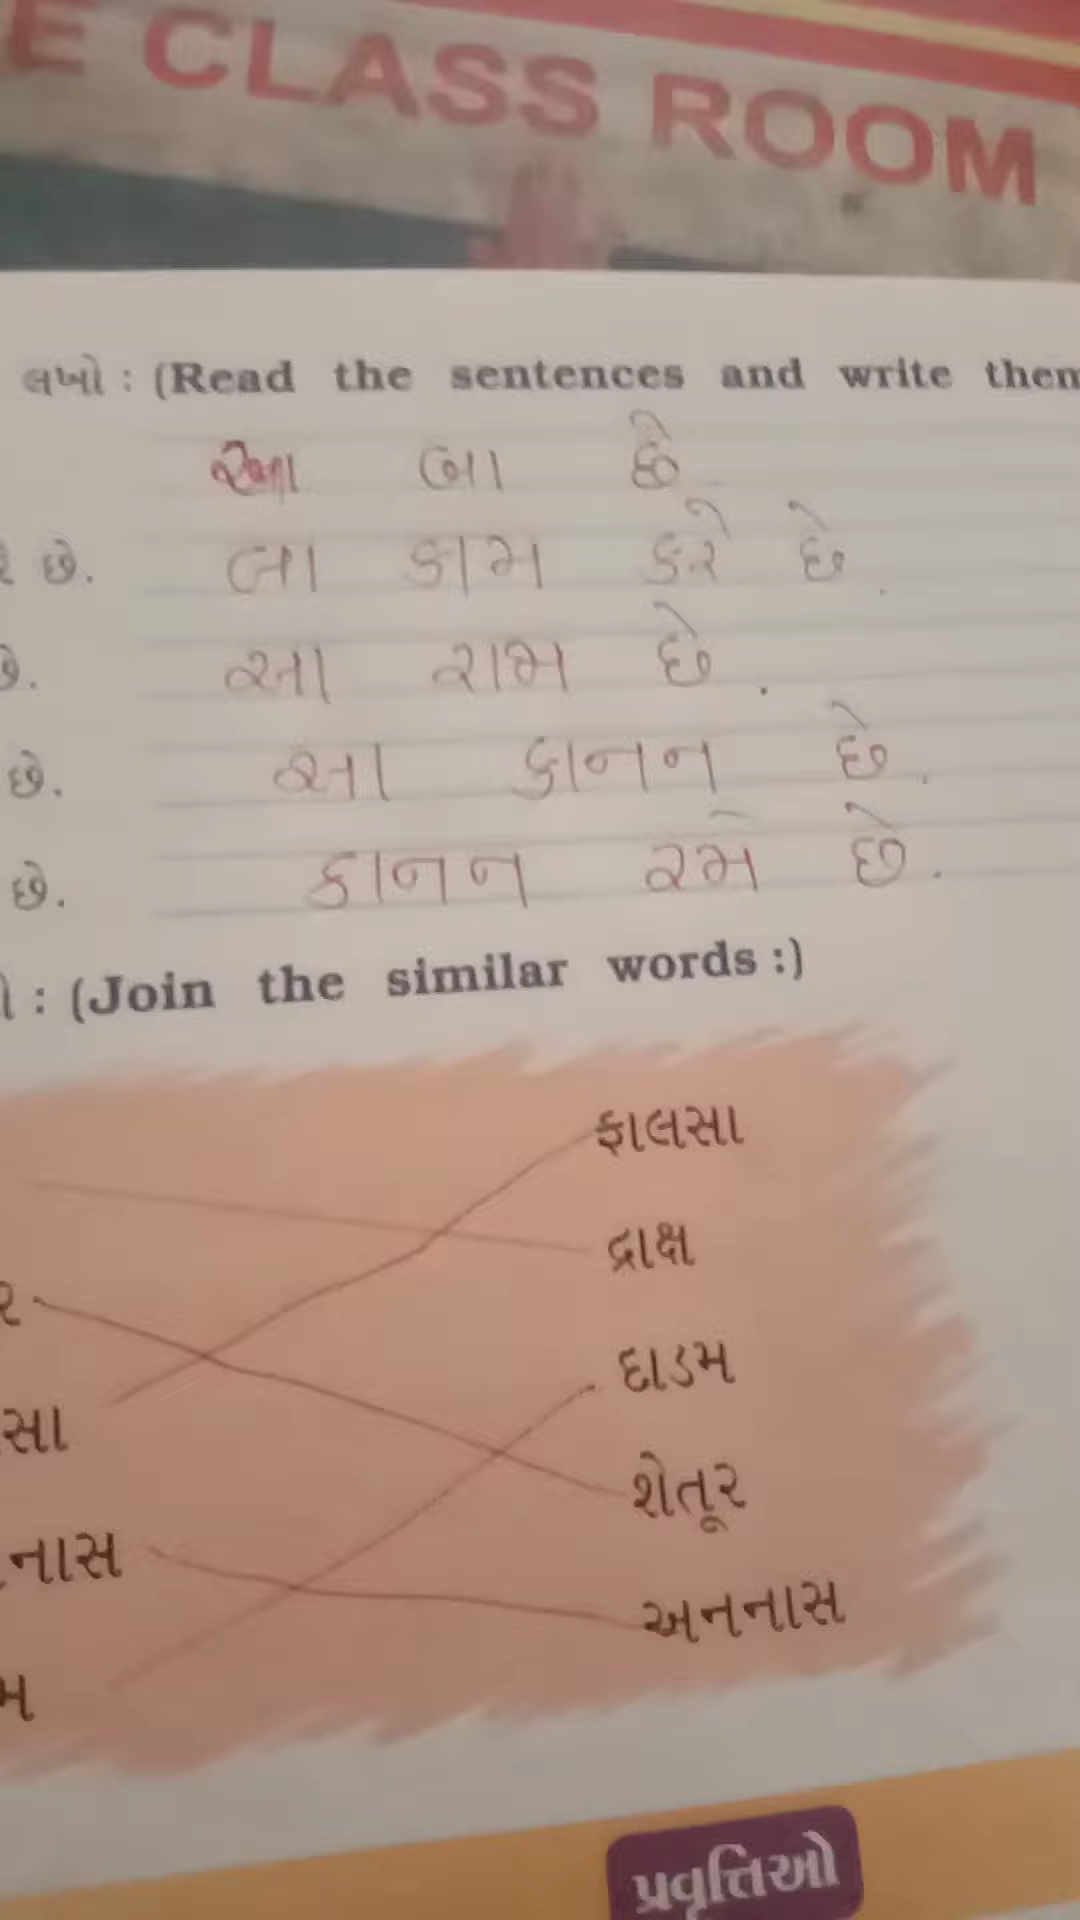 E CLASS ROOM
લખો : (Read the sentences and write them
આ બા છે
રે છે. બા કામ કરે છે.
છે. આ રામ છે.
છે. આ કાનન છે.
છે. કાનન રમે છે.
ો : (Join the similar words :)
ફાલસા
દ્રાક્ષ
ર દાડમ
સા શેતૂર
નાસ અનનાસ
મ
પ્રવૃત્તિઓ